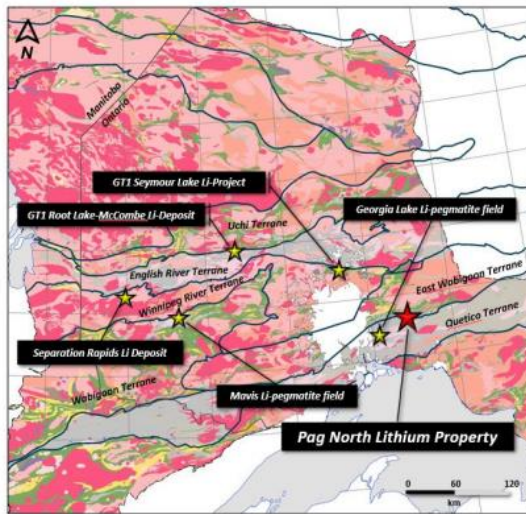 N
Manitoba
Ontario
GT1 Seymour Lake Li-Project
GT1 Root Lake-McCombe Li-Deposit
Georgia Lake Li-pegmatite field
Uchi Terrane
English River Terrane
East Wabigoon Terrane
Winnipeg River Terrane
Quetico Terrane
Separation Rapids Li Deposit
Mavis Li-pegmatite field
Wabigoon Terrane
Pag North Lithium Property
0 60 120
km